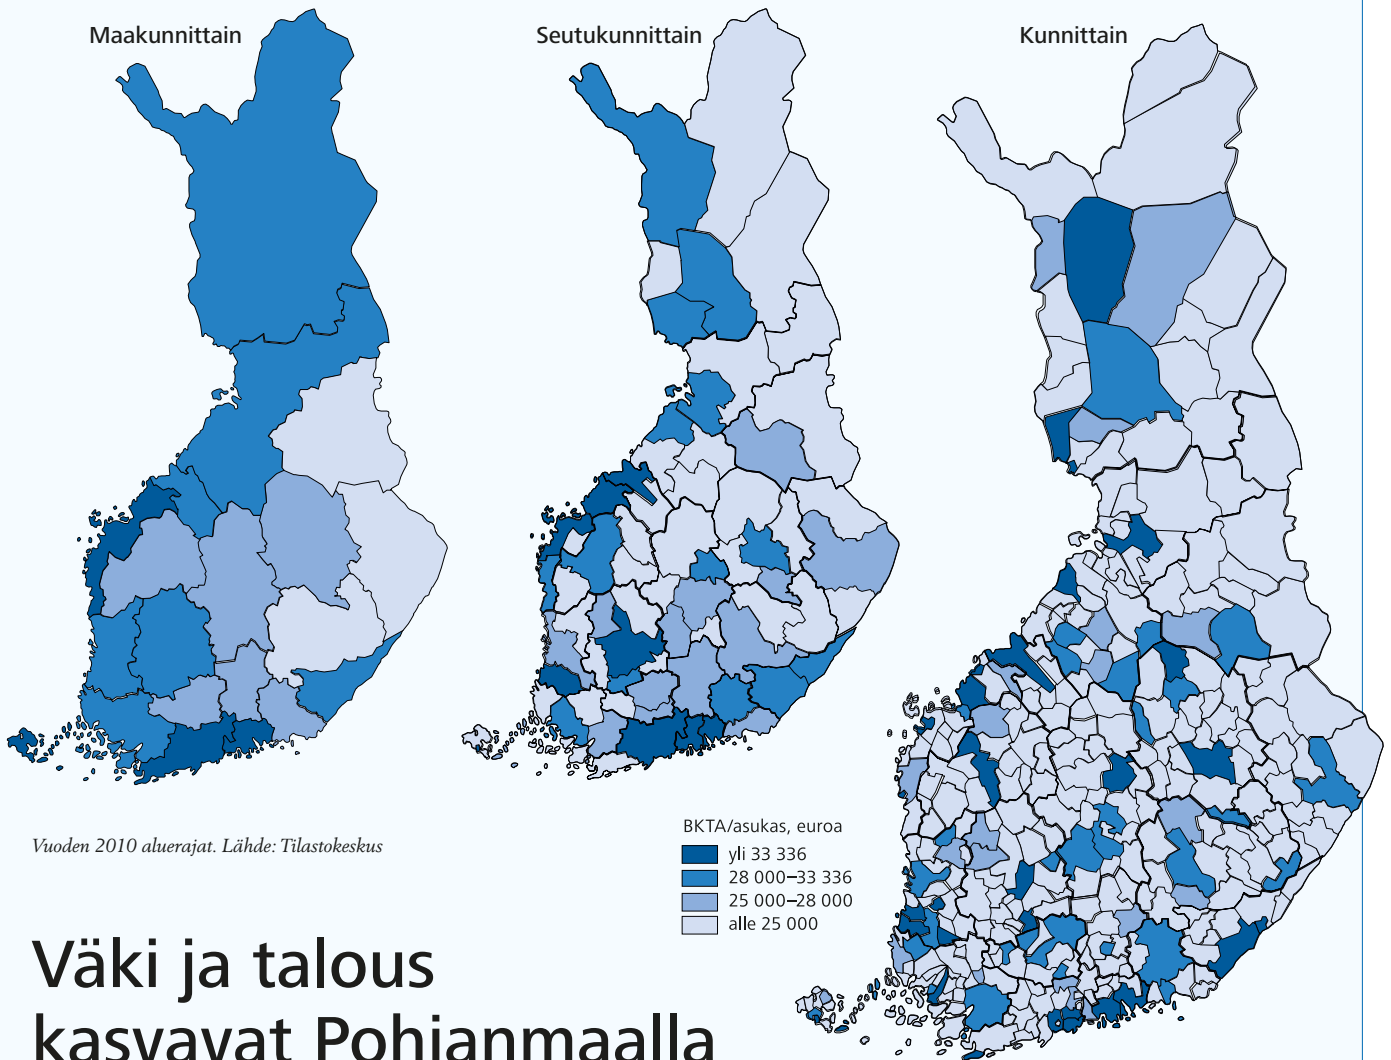 Maakunnittain
Seutukunnittain
Kunnittain
Vuoden 2010 aluerajat. Lähde: Tilastokeskus
BKTA/asukas, euroa
yli 33 336
28 000–33 336
25 000–28 000
alle 25 000
Väki ja talous
kasvavat Pohjanmaalla